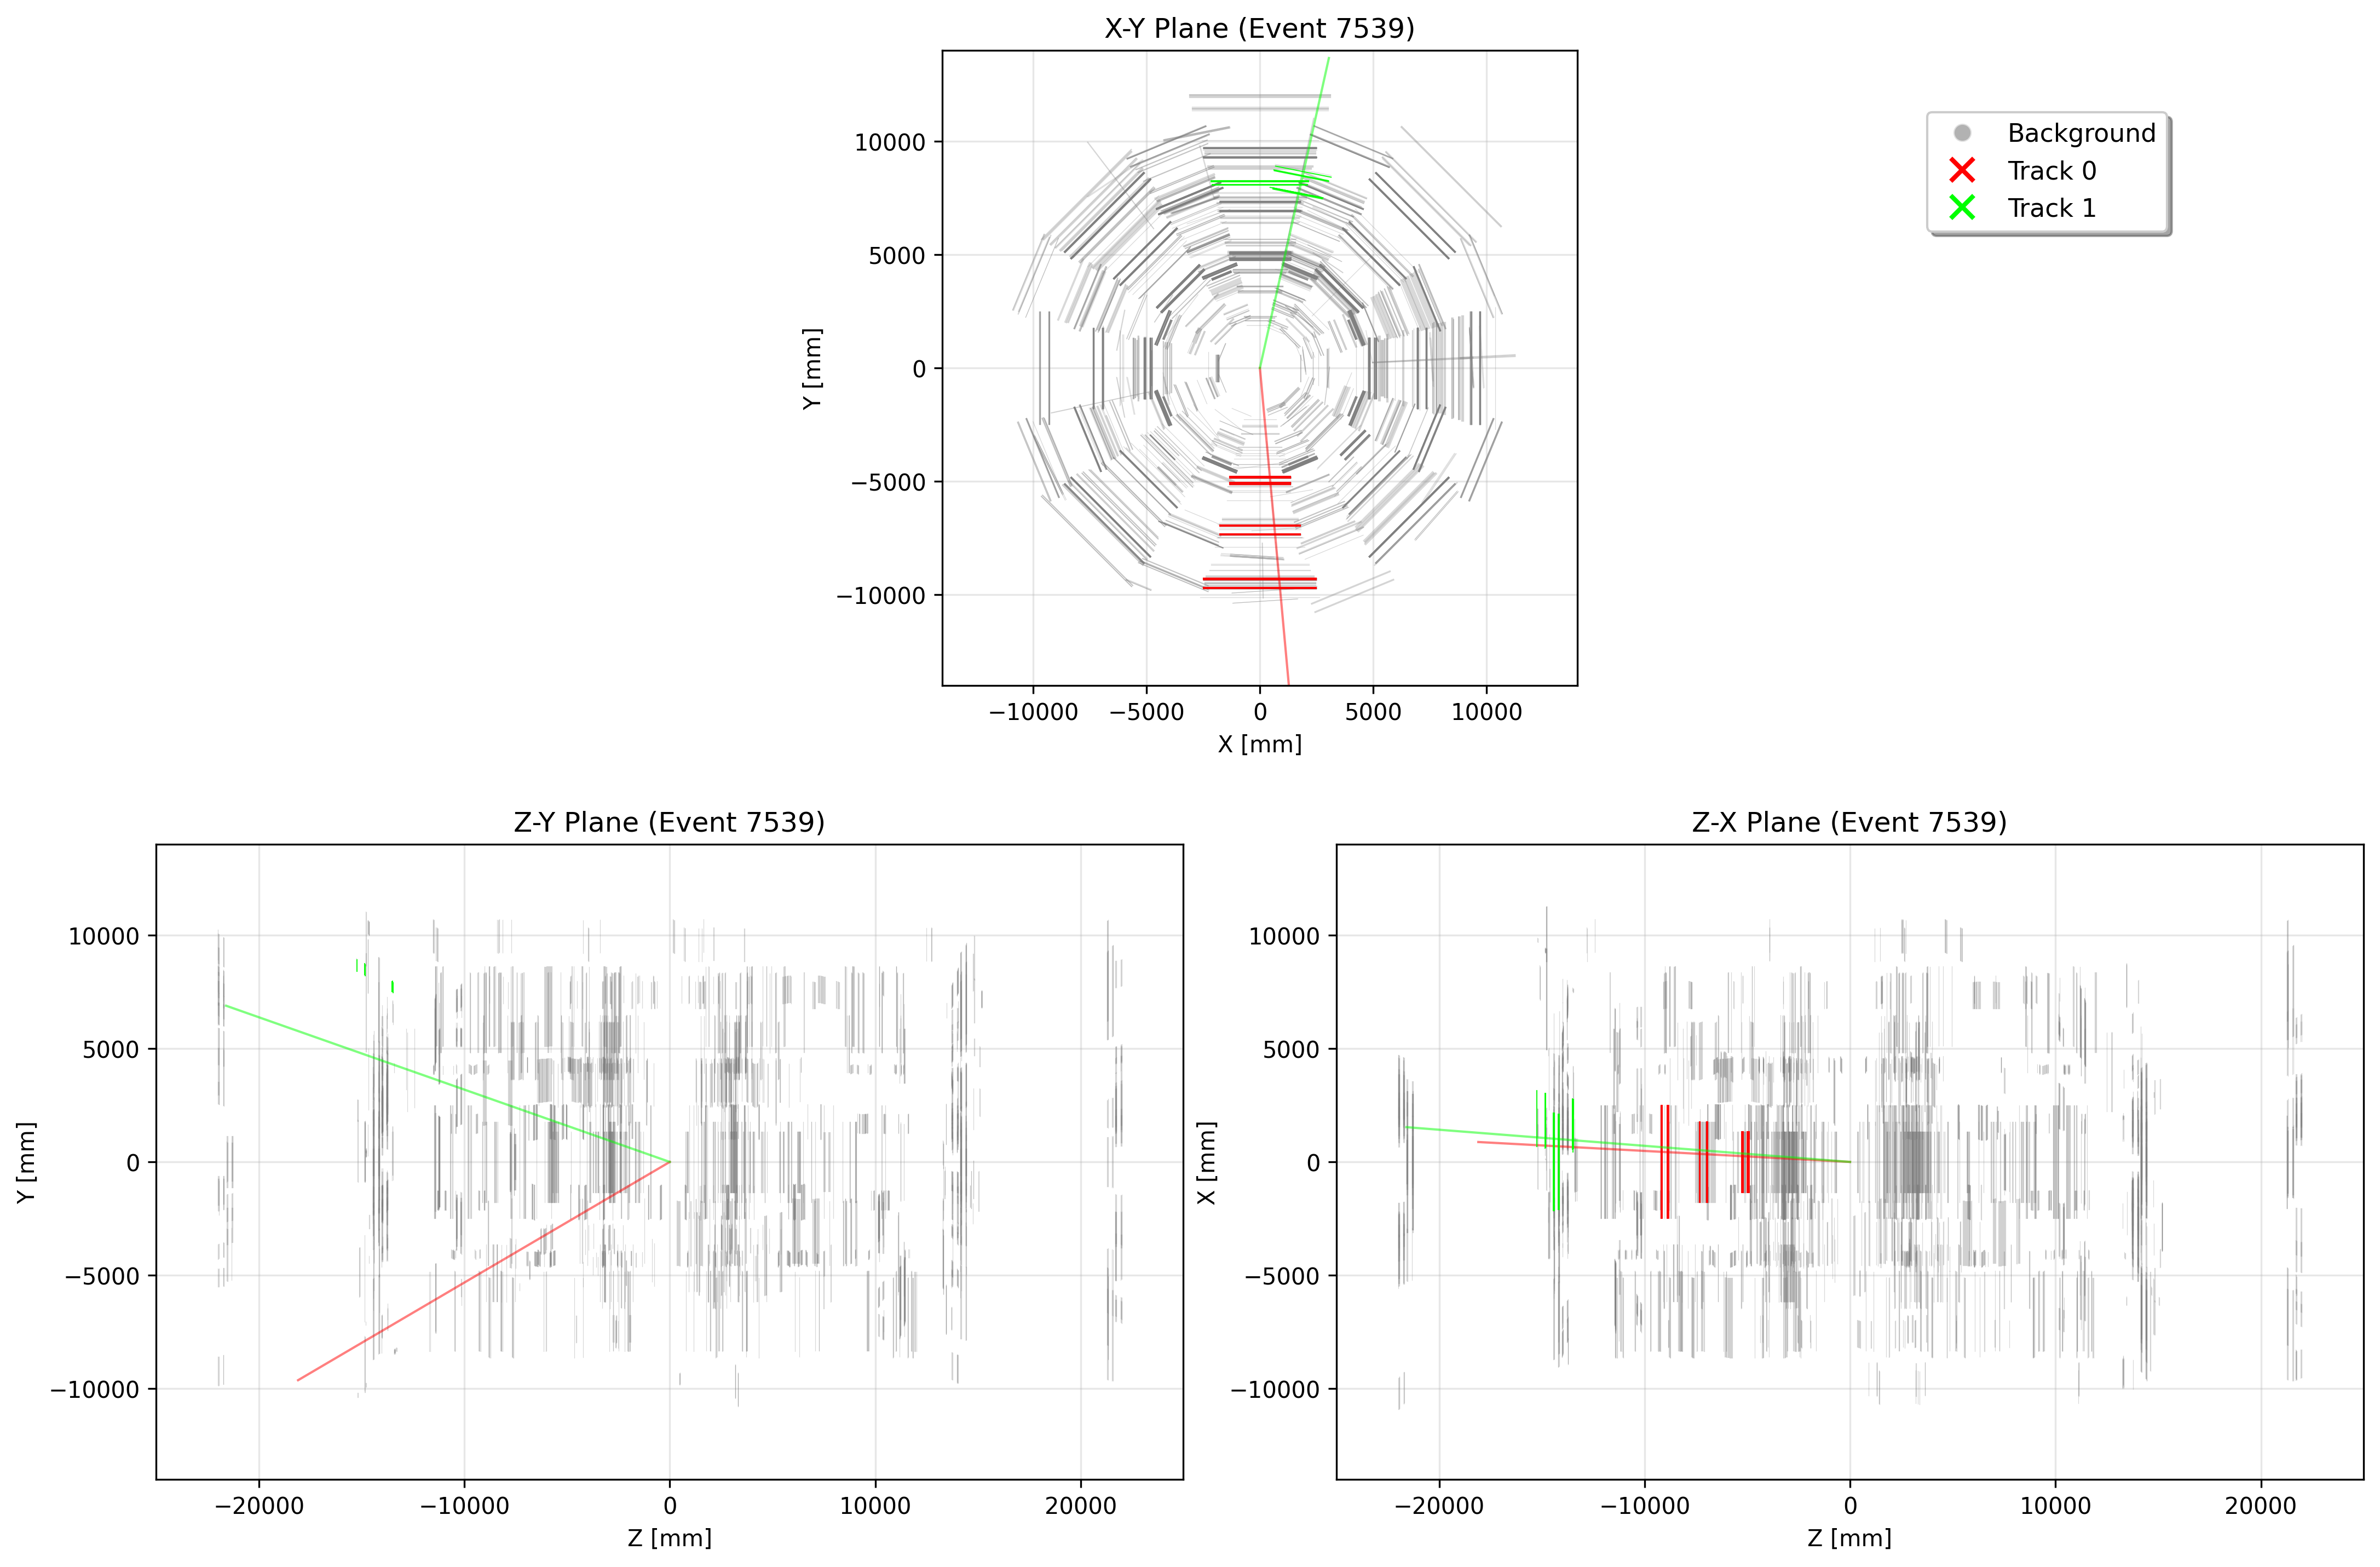 X-Y Plane (Event 7539)
Y [mm]
10000
5000
0
−5000
−10000
−10000 −5000 0 5000 10000
X [mm]
Background
Track 0
Track 1
Z-Y Plane (Event 7539)
Y [mm]
10000
5000
0
−5000
−10000
−20000 −10000 0 10000 20000
Z [mm]
Z-X Plane (Event 7539)
X [mm]
10000
5000
0
−5000
−10000
−20000 −10000 0 10000 20000
Z [mm]